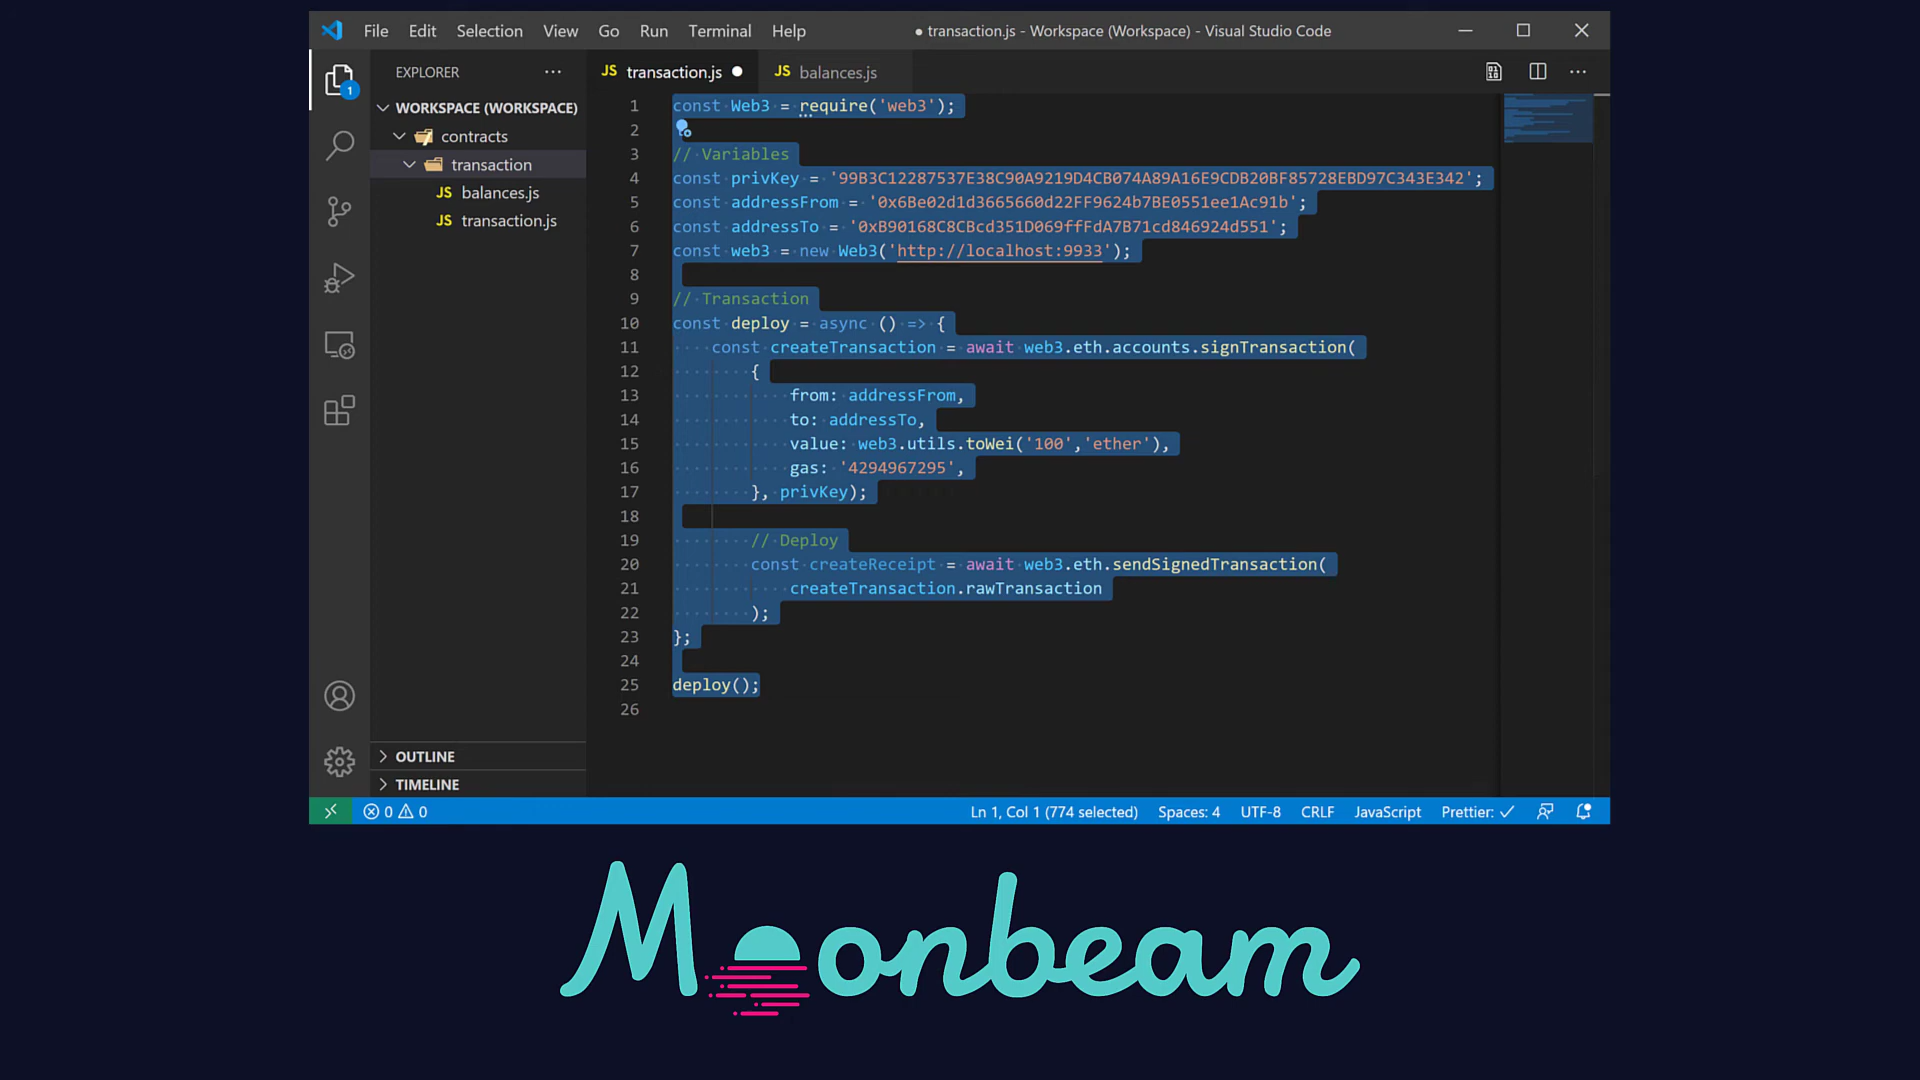 File Edit Selection View Go Run Terminal Help ● transaction.js - Workspace (Workspace) - Visual Studio Code
EXPLORER ··· JS transaction.js ● JS balances.js
WORKSPACE (WORKSPACE)
contracts
transaction
JS balances.js
JS transaction.js
1
1 const Web3 = require('web3');
2
3 // Variables
4 const privKey = '99B3C12287537E38C90A9219D4CB074A89A16E9CDB20BF85728EBD97C343E342';
5 const addressFrom = '0x6Be02d1d3665660d22FF9624b7BE0551ee1Ac91b';
6 const addressTo = '0xB90168C8CBcd351D069ffFdA7B71cd846924d551';
7 const web3 = new Web3('http://localhost:9933');
8
9 // Transaction
10 const deploy = async () => {
11 const createTransaction = await web3.eth.accounts.signTransaction(
12 {
13 from: addressFrom,
14 to: addressTo,
15 value: web3.utils.toWei('100','ether'),
16 gas: '4294967295',
17 }, privKey);
18
19 // Deploy
20 const createReceipt = await web3.eth.sendSignedTransaction(
21 createTransaction.rawTransaction
22 );
23 };
24
25 deploy();
26
OUTLINE
TIMELINE
0 0 Ln 1, Col 1 (774 selected) Spaces: 4 UTF-8 CRLF JavaScript Prettier: ✓
Moonbeam